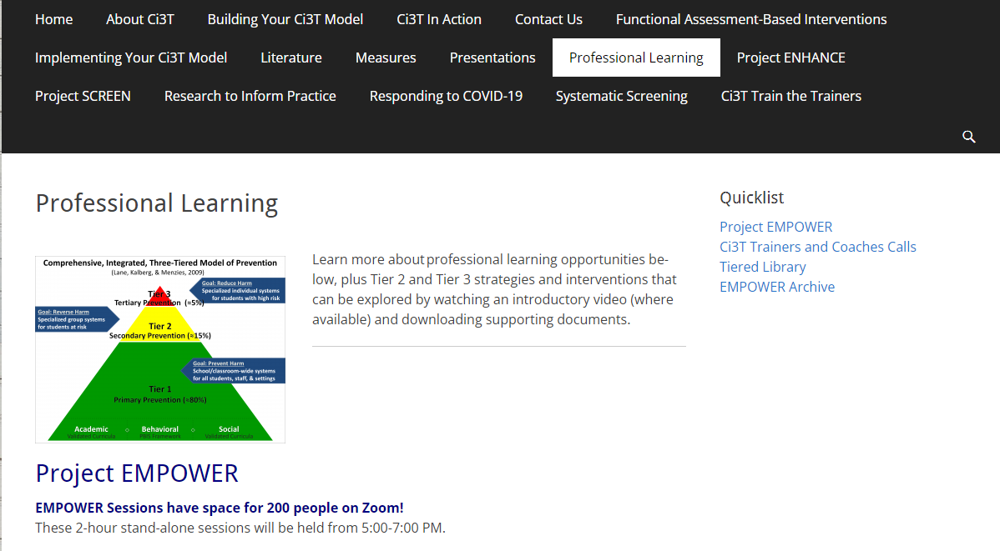 Home About Ci3T Building Your Ci3T Model Ci3T In Action Contact Us Functional Assessment-Based Interventions
Implementing Your Ci3T Model Literature Measures Presentations Professional Learning Project ENHANCE
Project SCREEN Research to Inform Practice Responding to COVID-19 Systematic Screening Ci3T Train the Trainers
Professional Learning
Comprehensive, Integrated, Three-Tiered Model of Prevention
(Lane, Kalberg, & Menzies, 2009)
Goal: Reduce Harm
Specialized individual systems
for students with high risk
Tier 3
Tertiary Prevention (≈5%)
Goal: Reverse Harm
Specialized group systems
for students at risk
Tier 2
Secondary Prevention (≈15%)
Goal: Prevent Harm
School/classroom-wide systems
for all students, staff, & settings
Tier 1
Primary Prevention (≈80%)
Academic ○ Behavioral ○ Social
Validated Curricula PBIS Framework Validated Curricula
Learn more about professional learning opportunities be-
low, plus Tier 2 and Tier 3 strategies and interventions that
can be explored by watching an introductory video (where
available) and downloading supporting documents.
Project EMPOWER
EMPOWER Sessions have space for 200 people on Zoom!
These 2-hour stand-alone sessions will be held from 5:00-7:00 PM.
Quicklist
Project EMPOWER
Ci3T Trainers and Coaches Calls
Tiered Library
EMPOWER Archive